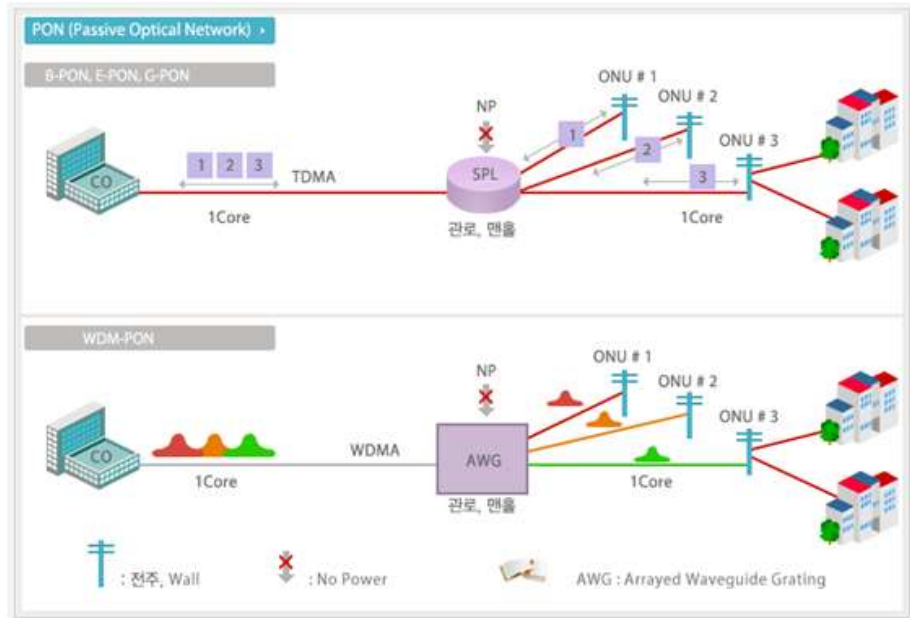 PON (Passive Optical Network)
B-PON, E-PON, G-PON
ONU # 1
ONU # 2
ONU # 3
NP
1
2
3
CO
1 2 3
TDMA
SPL
1Core
1Core
관로, 맨홀
WDM-PON
ONU # 1
ONU # 2
ONU # 3
NP
CO
WDMA
AWG
1Core
1Core
관로, 맨홀
: 전주, Wall
: No Power
AWG : Arrayed Waveguide Grating